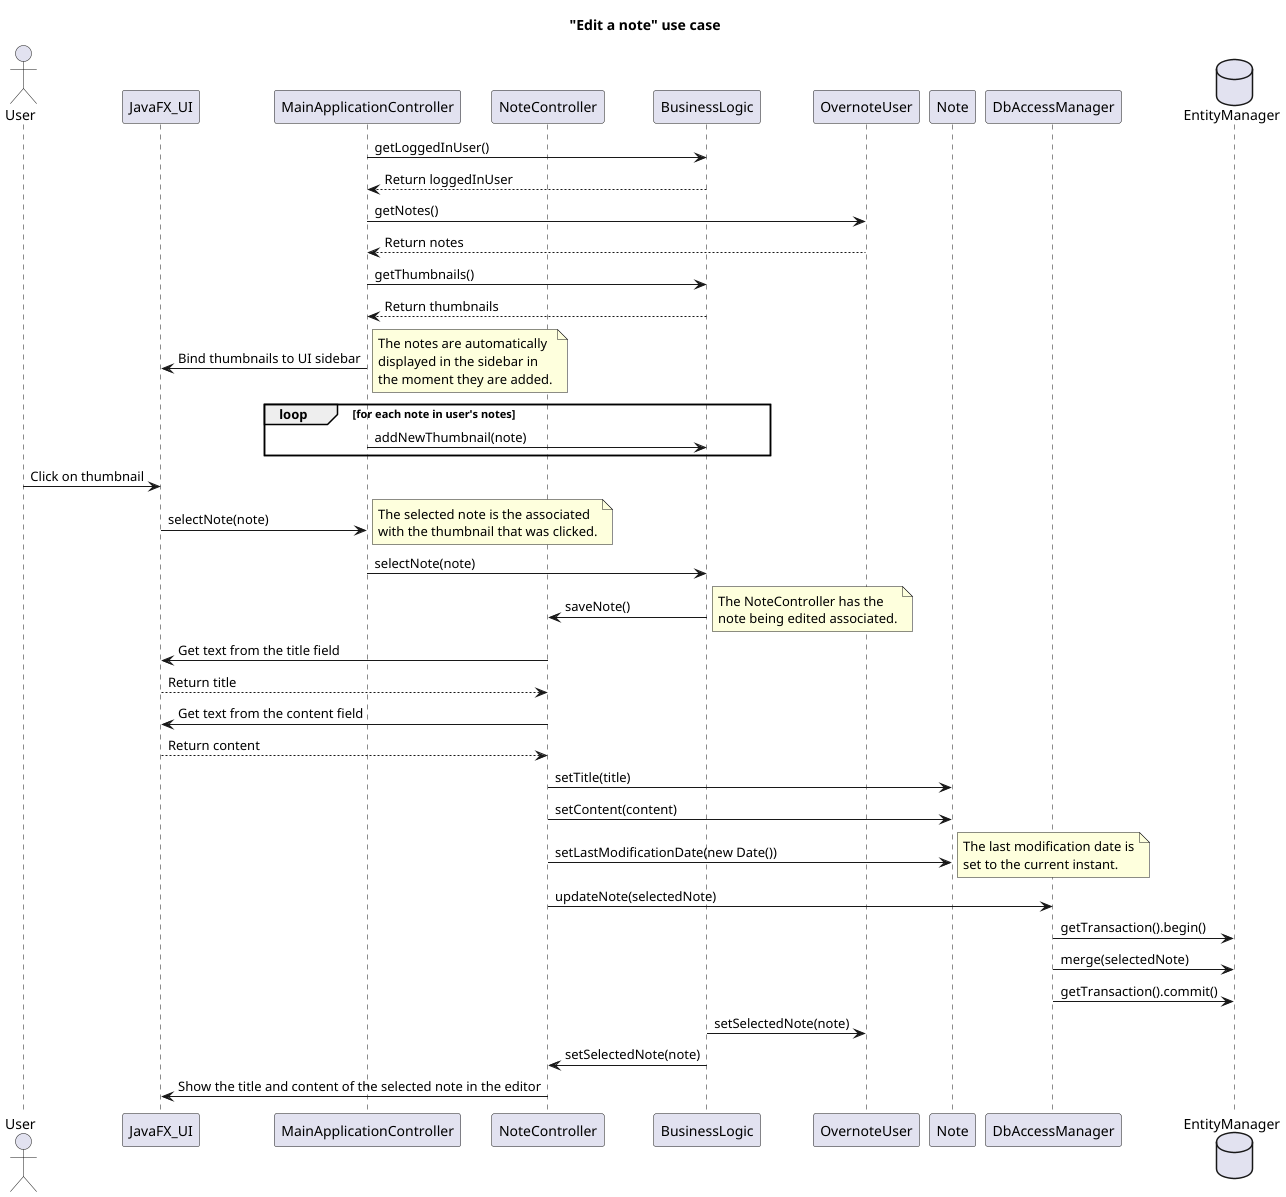 "Edit a note" use case
User
JavaFX_UI
MainApplicationController
NoteController
BusinessLogic
OvernoteUser
Note
DbAccessManager
EntityManager
getLoggedInUser()
Return loggedInUser
getNotes()
Return notes
getThumbnails()
Return thumbnails
Bind thumbnails to UI sidebar
The notes are automatically
displayed in the sidebar in
the moment they are added.
loop
[for each note in user's notes]
addNewThumbnail(note)
Click on thumbnail
selectNote(note)
The selected note is the associated
with the thumbnail that was clicked.
selectNote(note)
saveNote()
The NoteController has the
note being edited associated.
Get text from the title field
Return title
Get text from the content field
Return content
setTitle(title)
setContent(content)
setLastModificationDate(new Date())
The last modification date is
set to the current instant.
updateNote(selectedNote)
getTransaction().begin()
merge(selectedNote)
getTransaction().commit()
setSelectedNote(note)
setSelectedNote(note)
Show the title and content of the selected note in the editor
User
JavaFX_UI
MainApplicationController
NoteController
BusinessLogic
OvernoteUser
Note
DbAccessManager
EntityManager